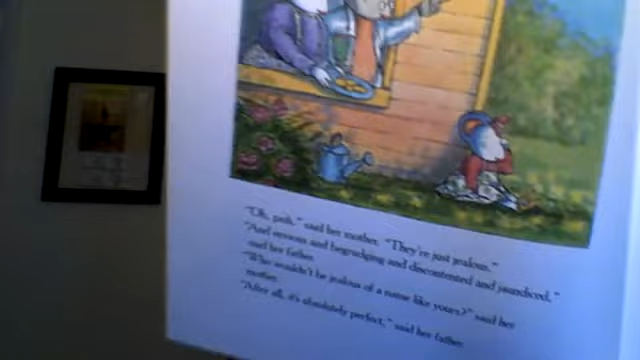 "Oh, pish," said her mother. "They're just jealous."
"And envious and begrudging and discontented and jaundiced,"
said her father.
"Who wouldn't be jealous of a name like yours?" said her
mother.
"After all, it's absolutely perfect," said her father.